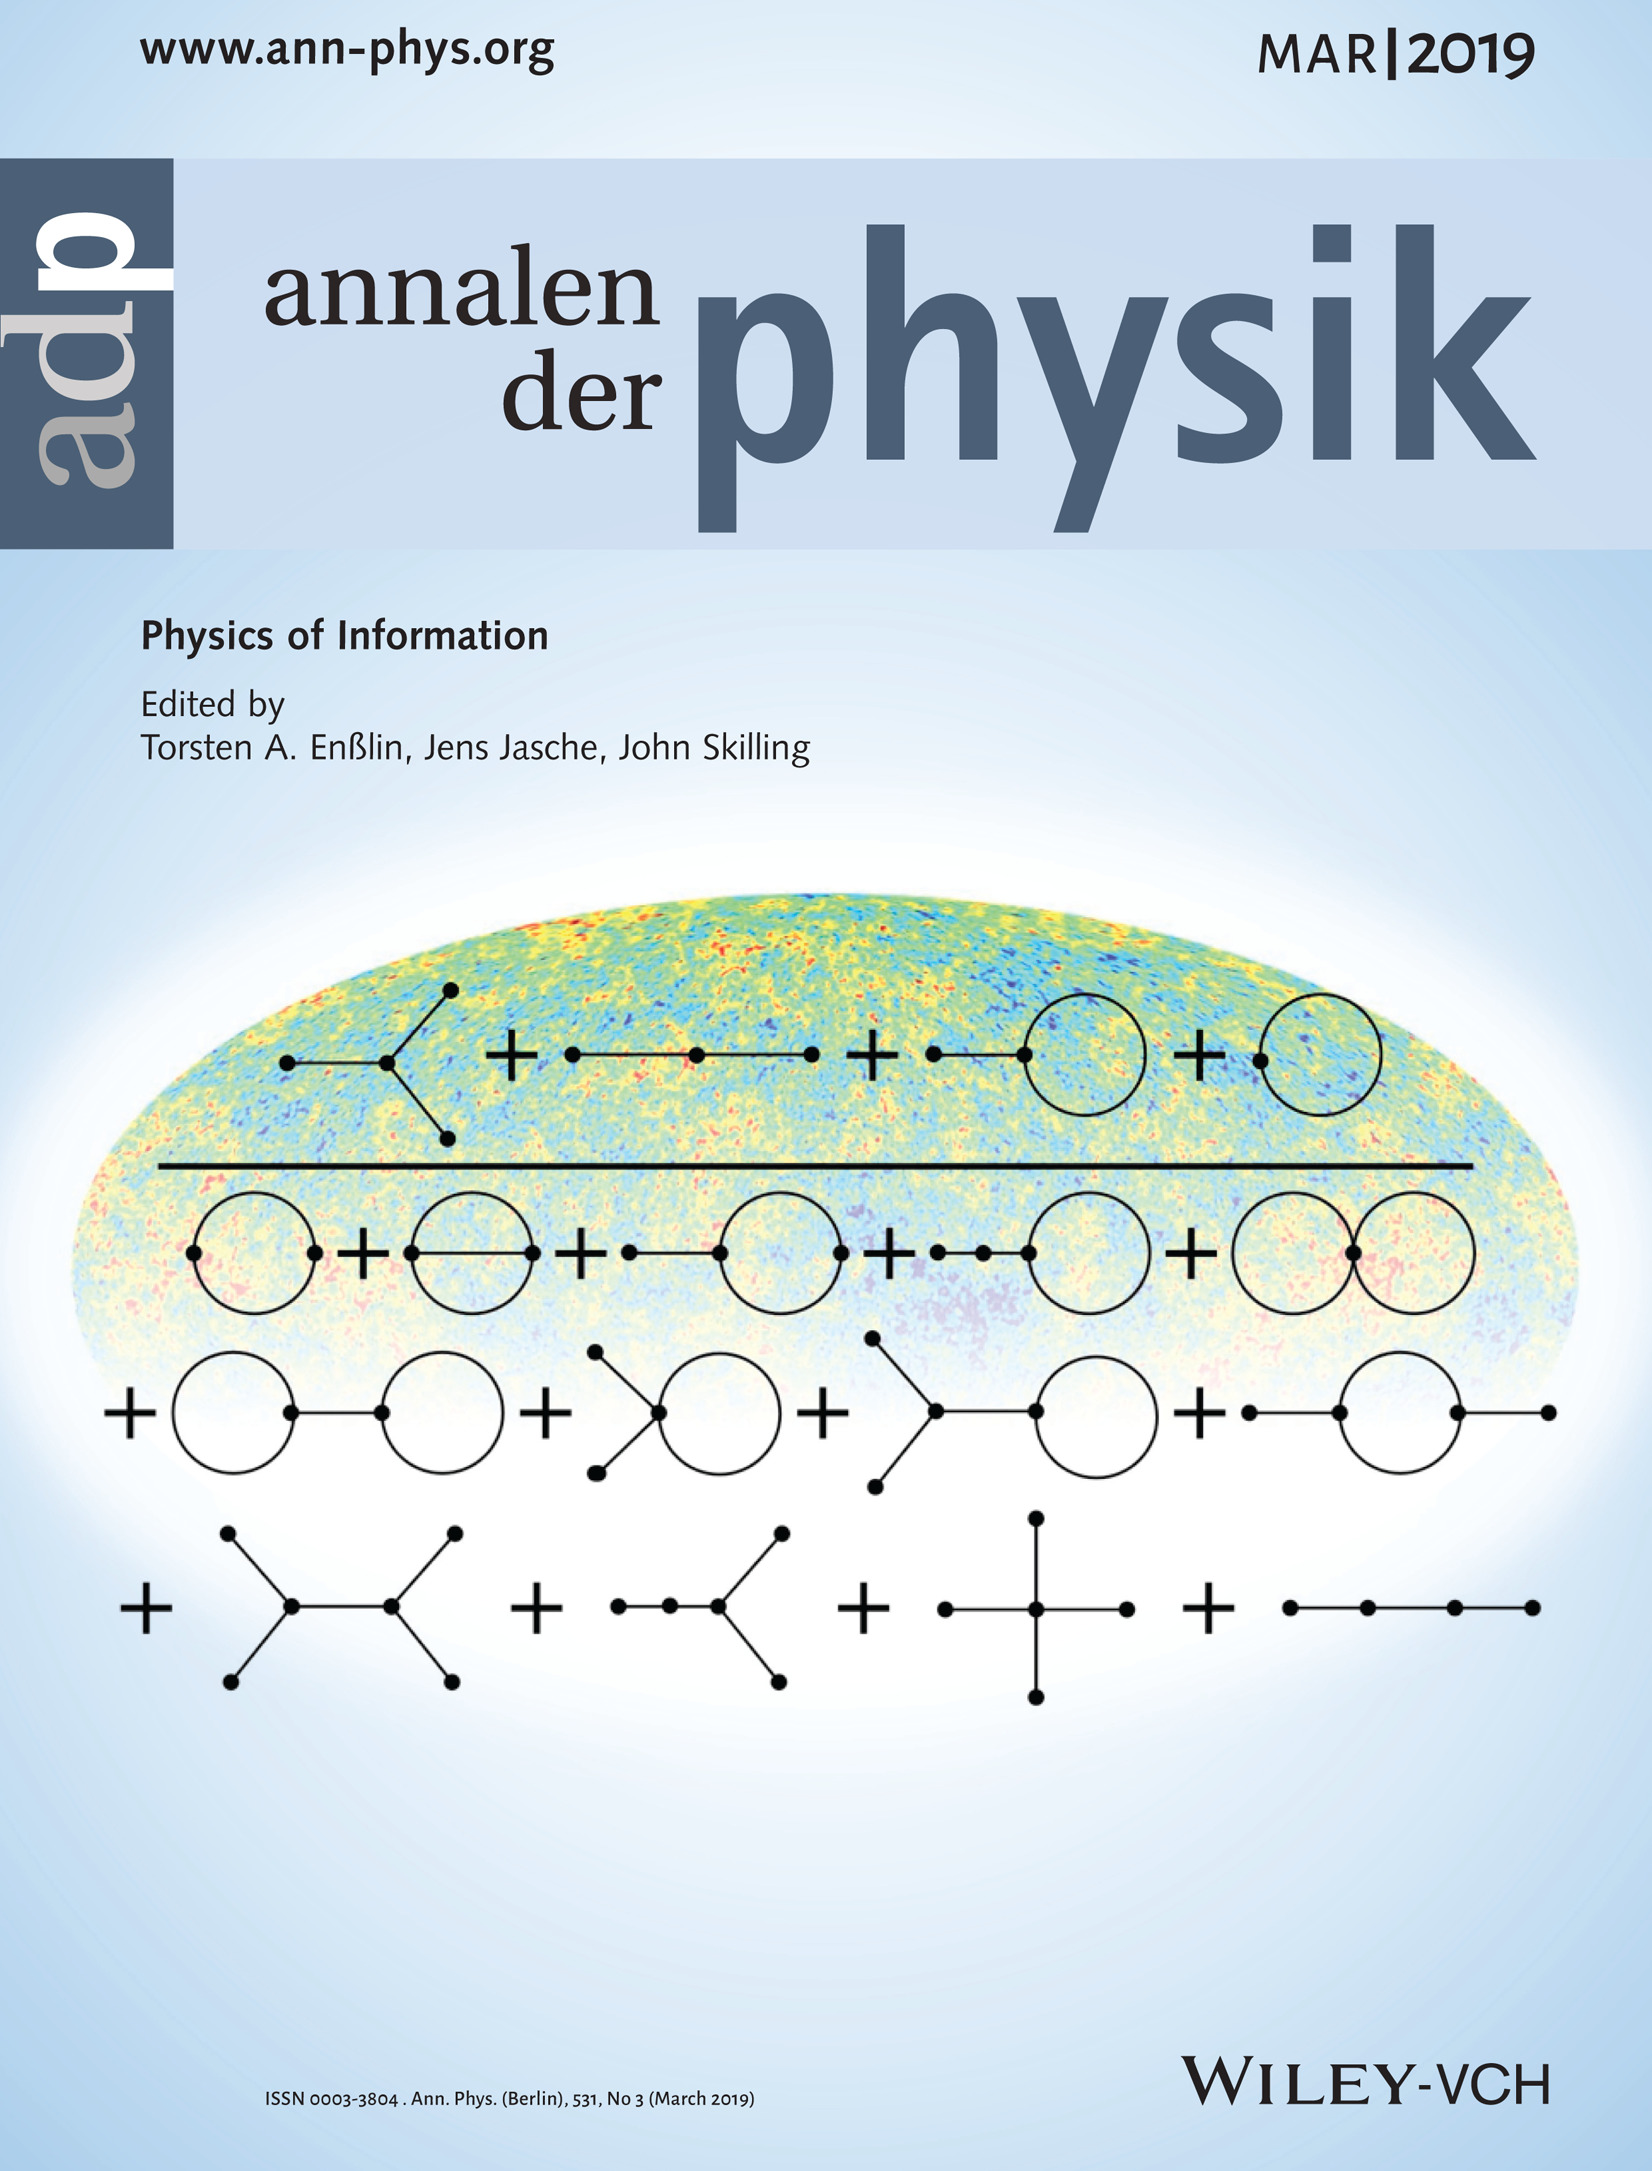 www.ann-phys.org
MAR|2019
adp
annalen
der
physik
Physics of Information
Edited by
Torsten A. Enßlin, Jens Jasche, John Skilling
+ + +
+ + + +
+ + + +
+ + + +
WILEY-VCH
ISSN 0003-3804 . Ann. Phys. (Berlin), 531, No 3 (March 2019)